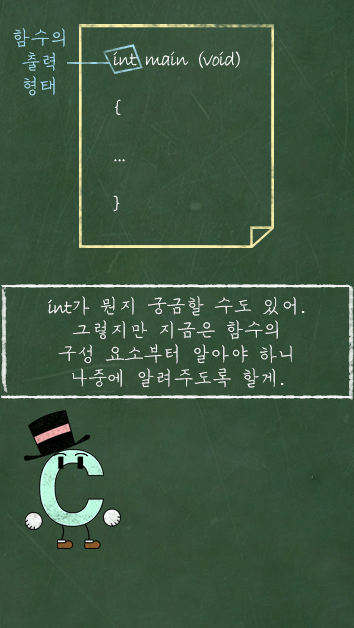 함수의
출력
형태
int main (void)
{
...
}
int가 뭔지 궁금할 수도 있어.
그렇지만 지금은 함수의
구성 요소부터 알아야 하니
나중에 알려주도록 할게.
C